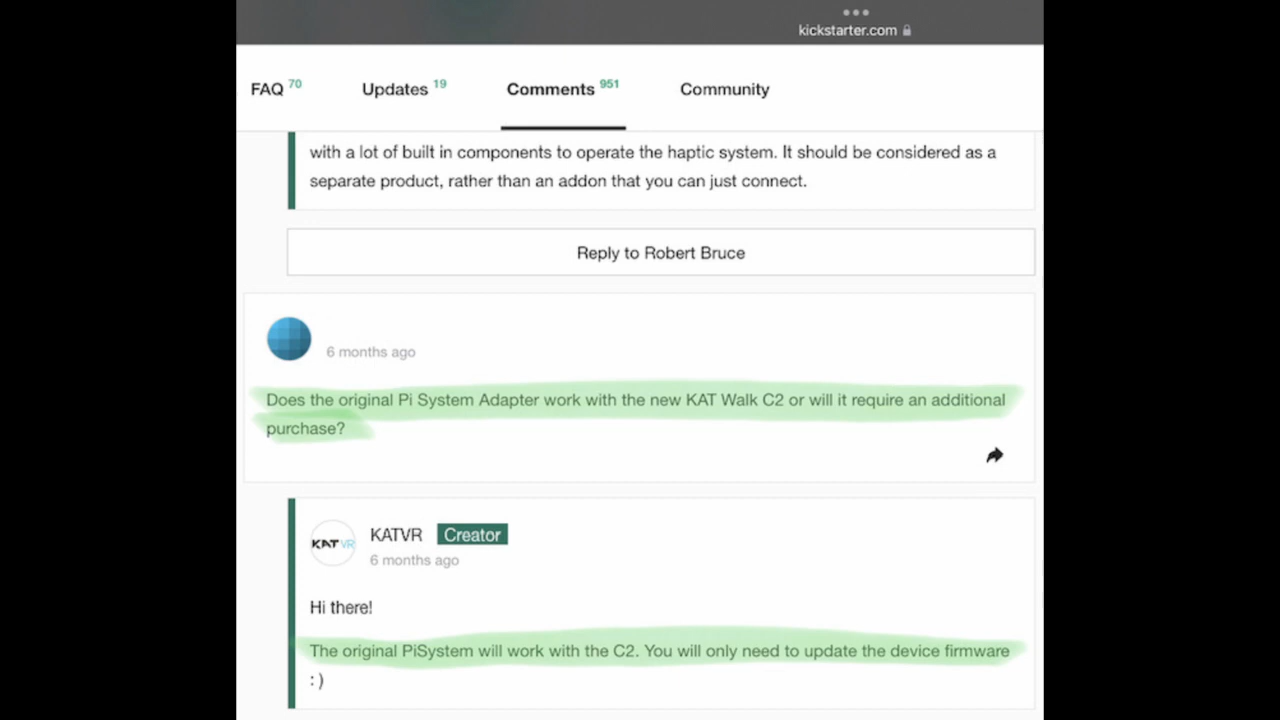 kickstarter.com
FAQ 70
Updates 19
Comments 951
Community
with a lot of built in components to operate the haptic system. It should be considered as a
separate product, rather than an addon that you can just connect.
Reply to Robert Bruce
6 months ago
Does the original Pi System Adapter work with the new KAT Walk C2 or will it require an additional
purchase?
KAT VR
KATVR Creator
6 months ago
Hi there!
The original PiSystem will work with the C2. You will only need to update the device firmware
: )